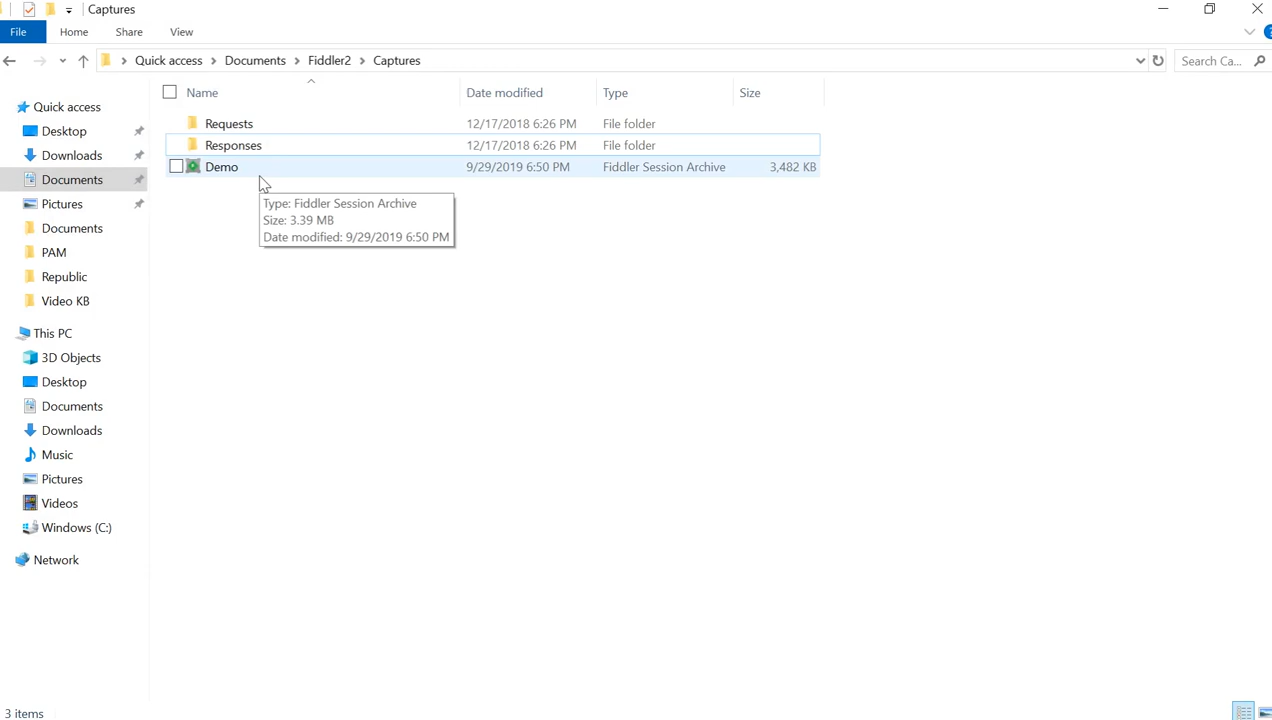 Captures
File Home Share View
Quick access Documents Fiddler2 Captures Search Ca...
Name Date modified Type Size
Requests 12/17/2018 6:26 PM File folder
Responses 12/17/2018 6:26 PM File folder
Demo 9/29/2019 6:50 PM Fiddler Session Archive 3,482 KB
Type: Fiddler Session Archive
Size: 3.39 MB
Date modified: 9/29/2019 6:50 PM
Quick access
Desktop
Downloads
Documents
Pictures
Documents
PAM
Republic
Video KB
This PC
3D Objects
Desktop
Documents
Downloads
Music
Pictures
Videos
Windows (C:)
Network
3 items